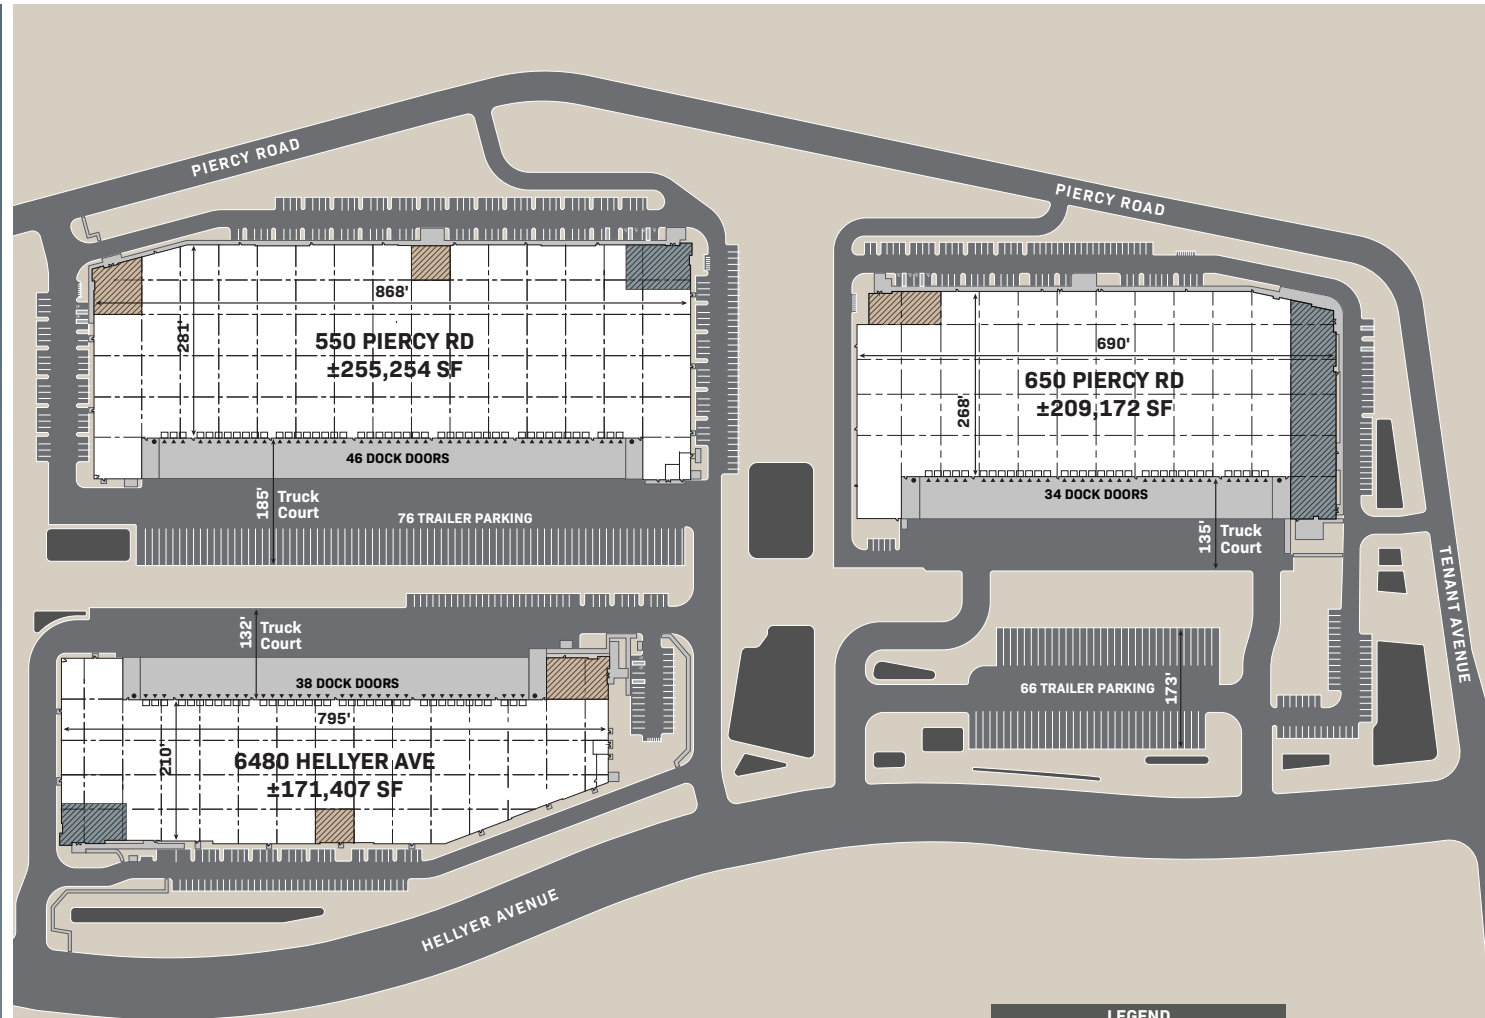 PIERCY ROAD
PIERCY ROAD
868'
281'
550 PIERCY RD
±255,254 SF
46 DOCK DOORS
185'
Truck
Court
76 TRAILER PARKING
690'
268'
650 PIERCY RD
±209,172 SF
34 DOCK DOORS
135'
Truck
Court
TENANT AVENUE
132'
Truck
Court
38 DOCK DOORS
795'
210'
6480 HELLYER AVE
±171,407 SF
66 TRAILER PARKING
173'
HELLYER AVENUE
LEGEND